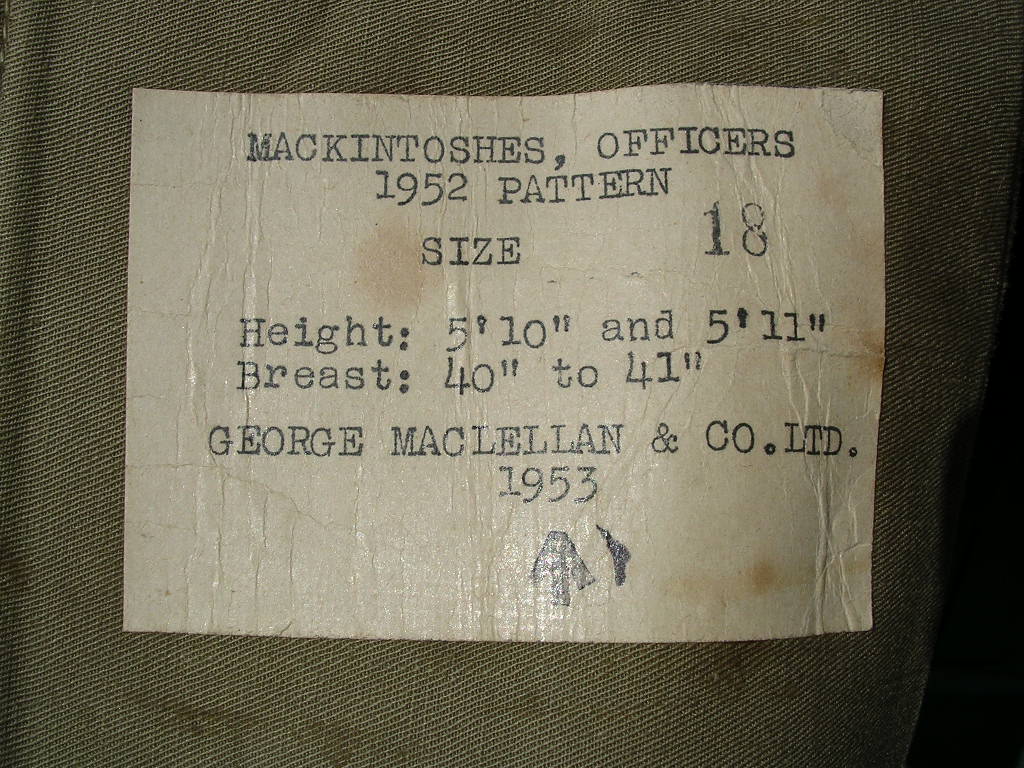 MACKINTOSHES, OFFICERS
1952 PATTERN
SIZE 18
Height: 5'10" and 5'11"
Breast: 40" to 41"
GEORGE MACLELLAN & CO.LTD.
1953